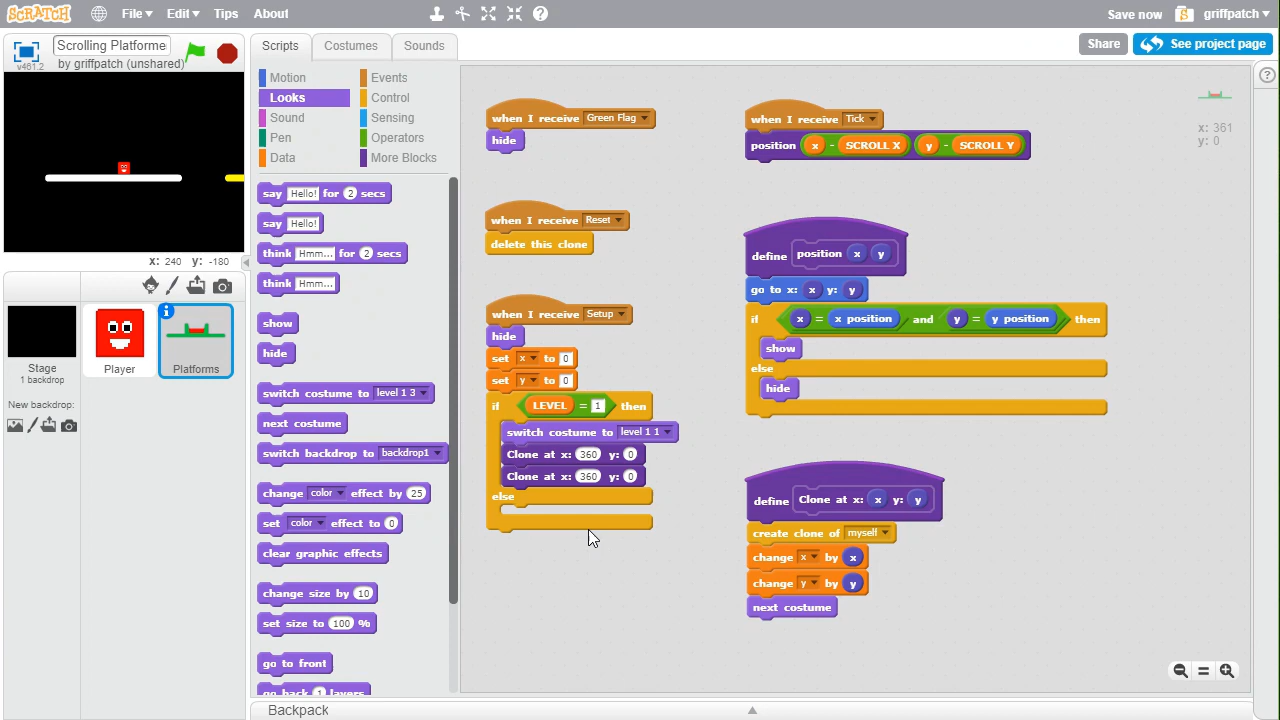 SCRATCH
File▼
Edit▼
Tips
About
Save now
griffpatch▼
Scrolling Platforme
by griffpatch (unshared)
v461.2
Scripts
Costumes
Sounds
Share
See project page
Motion
Events
Looks
Control
Sound
Sensing
Pen
Operators
Data
More Blocks
say Hello! for 2 secs
say Hello!
think Hmm... for 2 secs
think Hmm...
show
hide
switch costume to level 1 3
next costume
switch backdrop to backdrop1
change color effect by 25
set color effect to 0
clear graphic effects
change size by 10
set size to 100 %
go to front
go back 1 layers
x: 240 y: -180
Stage
1 backdrop
Player
Platforms
New backdrop:
when I receive Green Flag
hide
when I receive Reset
delete this clone
when I receive Setup
hide
set x to 0
set y to 0
if LEVEL = 1 then
switch costume to level 1 1
Clone at x: 360 y: 0
Clone at x: 360 y: 0
else
when I receive Tick
position x - SCROLL X y - SCROLL Y
define position x y
go to x: x y: y
if x = x position and y = y position then
show
else
hide
define Clone at x: x y: y
create clone of myself
change x by x
change y by y
next costume
x: 361
y: 0
Backpack